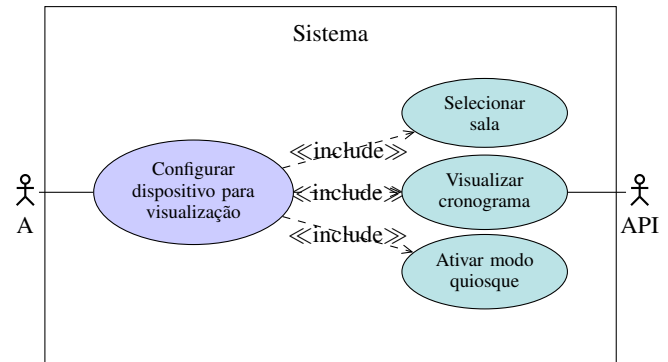 Sistema
Selecionar
sala
≪include≫
Configurar
dispositivo para
visualização
≪include≫
Visualizar
cronograma
A
API
≪include≫
Ativar modo
quiosque